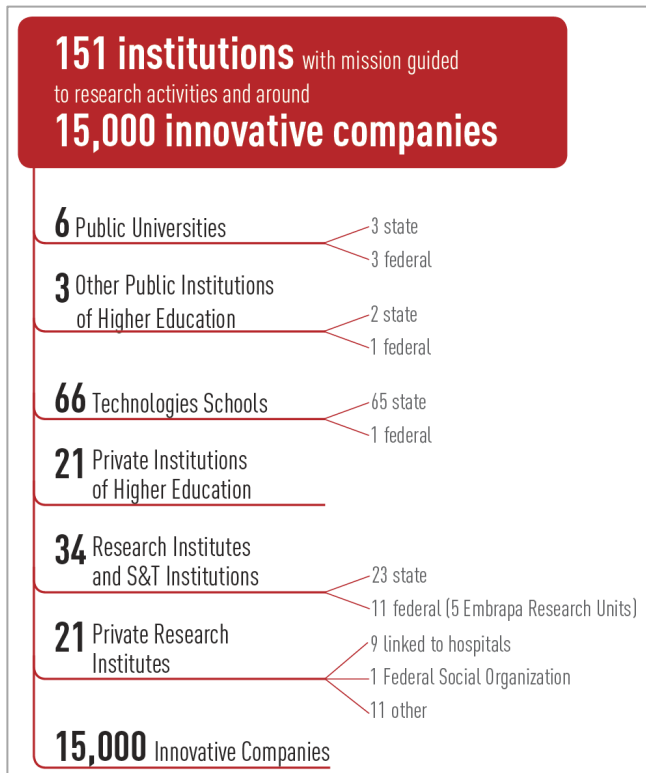 151 institutions with mission guided
to research activities and around
15,000 innovative companies
6 Public Universities
3 state
3 federal
3 Other Public Institutions
of Higher Education
2 state
1 federal
66 Technologies Schools
65 state
1 federal
21 Private Institutions
of Higher Education
34 Research Institutes
and S&T Institutions
23 state
11 federal (5 Embrapa Research Units)
21 Private Research
Institutes
9 linked to hospitals
1 Federal Social Organization
11 other
15,000 Innovative Companies